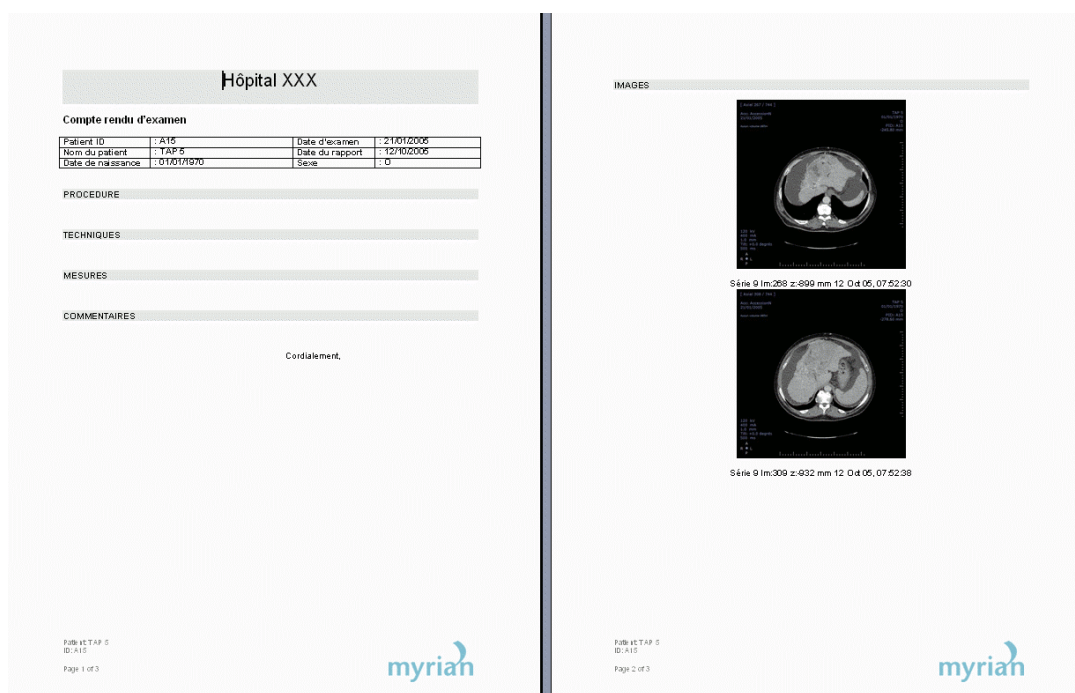 Hôpital XXX
Compte rendu d'examen
Patient ID : A15 Date d'examen : 21/01/2005
Nom du patient : TAP 5 Date du rapport : 12/10/2005
Date de naissance : 01/01/1970 Sexe : O
PROCEDURE
TECHNIQUES
MESURES
COMMENTAIRES
Cordialement,
Patient TAP 5
ID: A15
Page 1 of 3
myrian
IMAGES
Série 9 Im:268 z:-899 mm 12 Oct 05, 07:52:30
Série 9 Im:309 z:-932 mm 12 Oct 05, 07:52:38
Patient TAP 5
ID: A15
Page 2 of 3
myrian